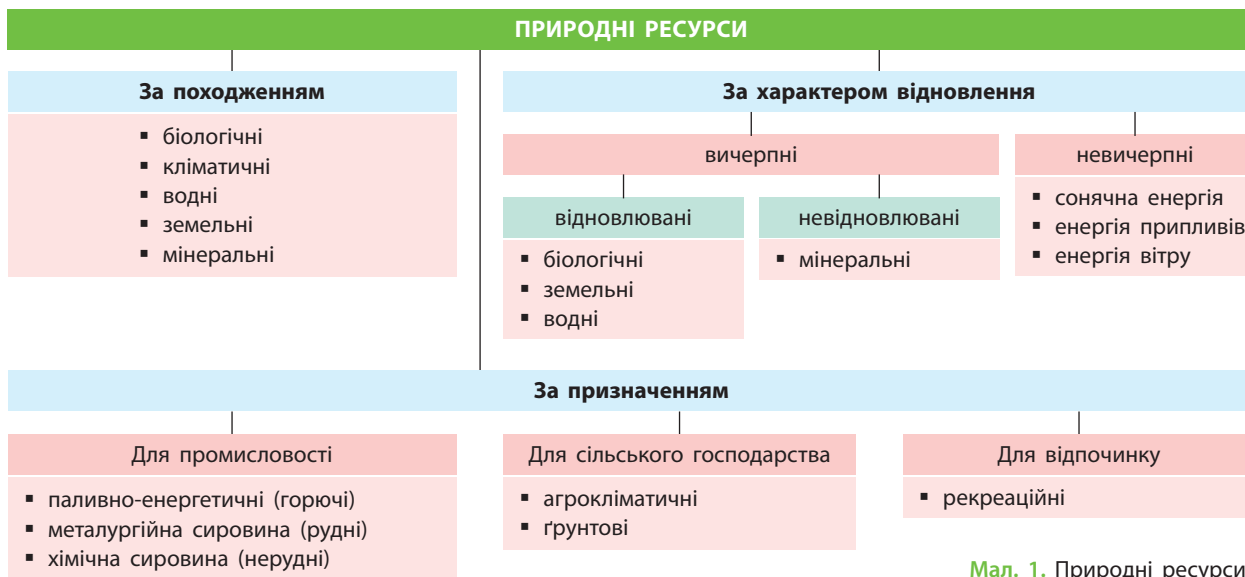 ПРИРОДНІ РЕСУРСИ
За походженням
▪ біологічні
▪ кліматичні
▪ водні
▪ земельні
▪ мінеральні
За характером відновлення
вичерпні
невичерпні
відновлювані
▪ біологічні
▪ земельні
▪ водні
невідновлювані
▪ мінеральні
▪ сонячна енергія
▪ енергія припливів
▪ енергія вітру
За призначенням
Для промисловості
▪ паливно-енергетичні (горючі)
▪ металургійна сировина (рудні)
▪ хімічна сировина (нерудні)
Для сільського господарства
▪ агрокліматичні
▪ ґрунтові
Для відпочинку
▪ рекреаційні
Мал. 1. Природні ресурси